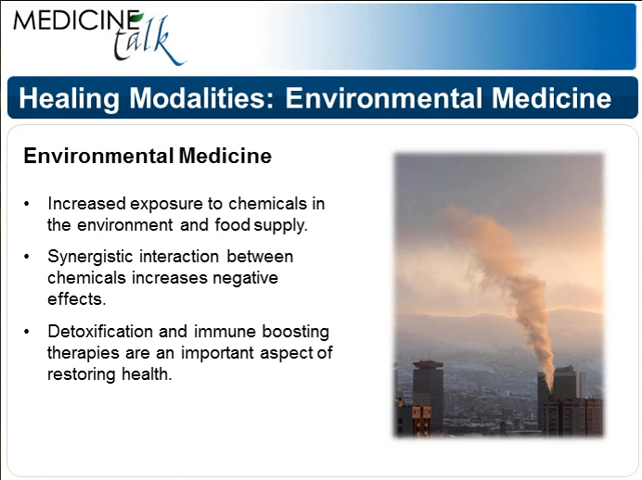 MEDICINE
talk
Healing Modalities: Environmental Medicine
Environmental Medicine
• Increased exposure to chemicals in
the environment and food supply.
• Synergistic interaction between
chemicals increases negative
effects.
• Detoxification and immune boosting
therapies are an important aspect of
restoring health.